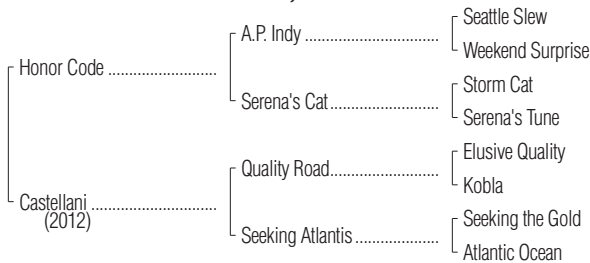 Seattle Slew
A.P. Indy ..............................
Weekend Surprise
Honor Code ........................
Storm Cat
Serena's Cat........................
Serena's Tune
Elusive Quality
Quality Road........................
Kobla
Castellani ............................
(2012)
Seeking the Gold
Seeking Atlantis ..................
Atlantic Ocean